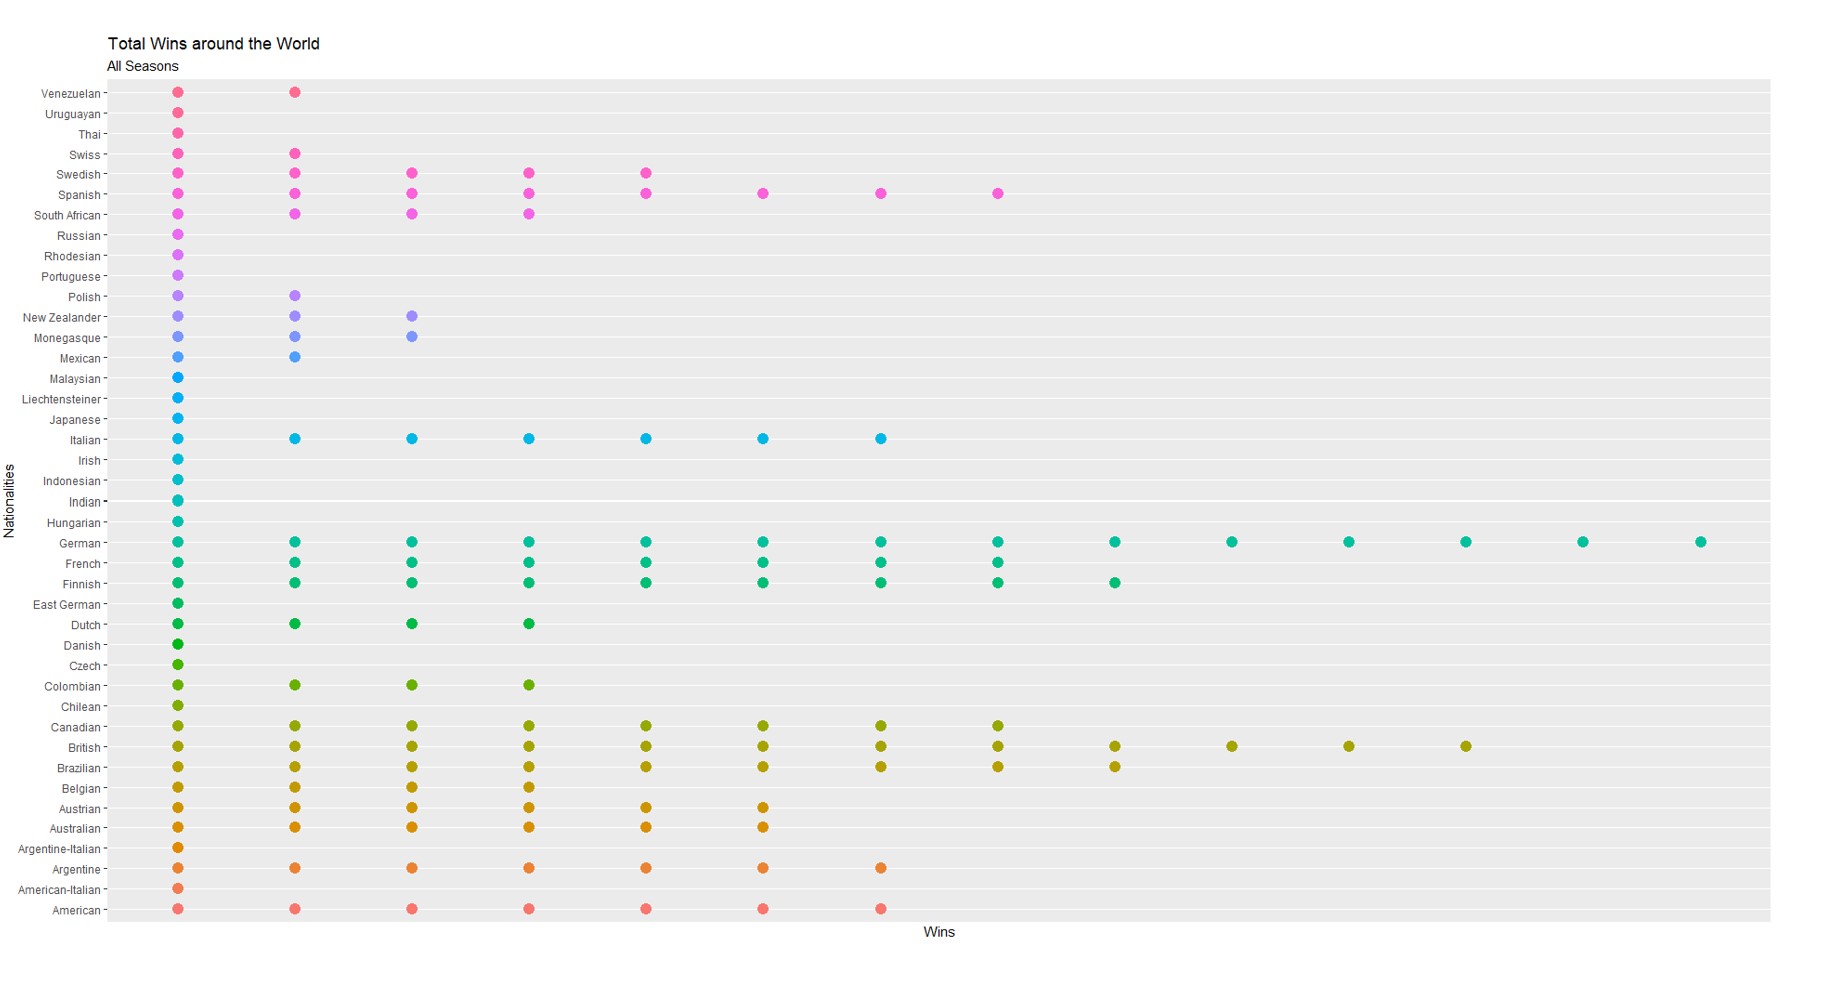 Total Wins around the World
All Seasons
Venezuelan
Uruguayan
Thai
Swiss
Swedish
Spanish
South African
Russian
Rhodesian
Portuguese
Polish
New Zealander
Monegasque
Mexican
Malaysian
Liechtensteiner
Japanese
Italian
Irish
Indonesian
Indian
Hungarian
German
French
Finnish
East German
Dutch
Danish
Czech
Colombian
Chilean
Canadian
British
Brazilian
Belgian
Austrian
Australian
Argentine-Italian
Argentine
American-Italian
American
Nationalities
Wins